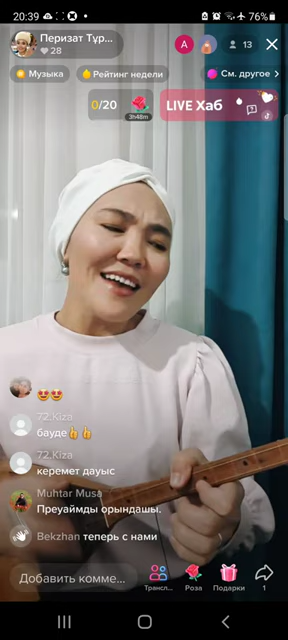 20:39
76%
Перизат Тұр...
28
A
13
Музыка
Рейтинг недели
См. другое
0/20
3h48m
LIVE Хаб
72.Kiza
бауде👍👍
72.Kiza
керемет дауыс
Muhtar Musa
Преуаймды орындашы.
Bekzhan теперь с нами
Добавить комме...
Трансл...
Роза
Подарки
1